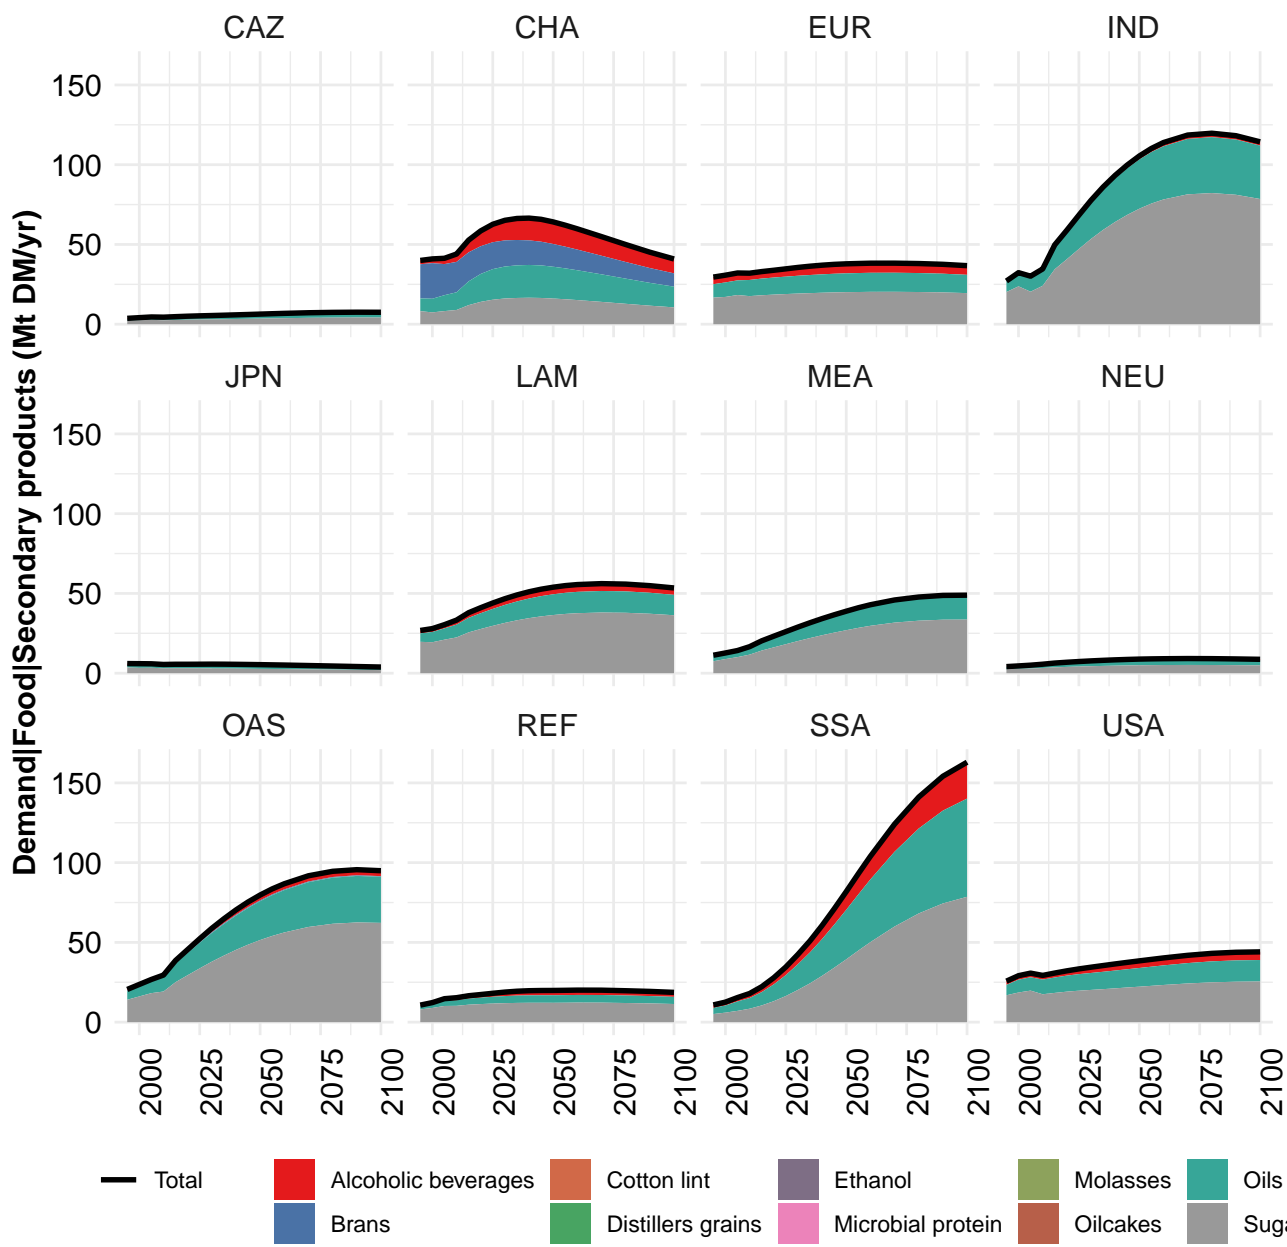 CAZ CHA EUR IND
150
100
50
0
JPN LAM MEA NEU
150
100
50
0
OAS REF SSA USA
150
100
50
0
Demand|Food|Secondary products (Mt DM/yr)
2000 2025 2050 2075 2100 2000 2025 2050 2075 2100 2000 2025 2050 2075 2100 2000 2025 2050 2075 2100
Total Alcoholic beverages Cotton lint Ethanol Molasses Oils
Brans Distillers grains Microbial protein Oilcakes